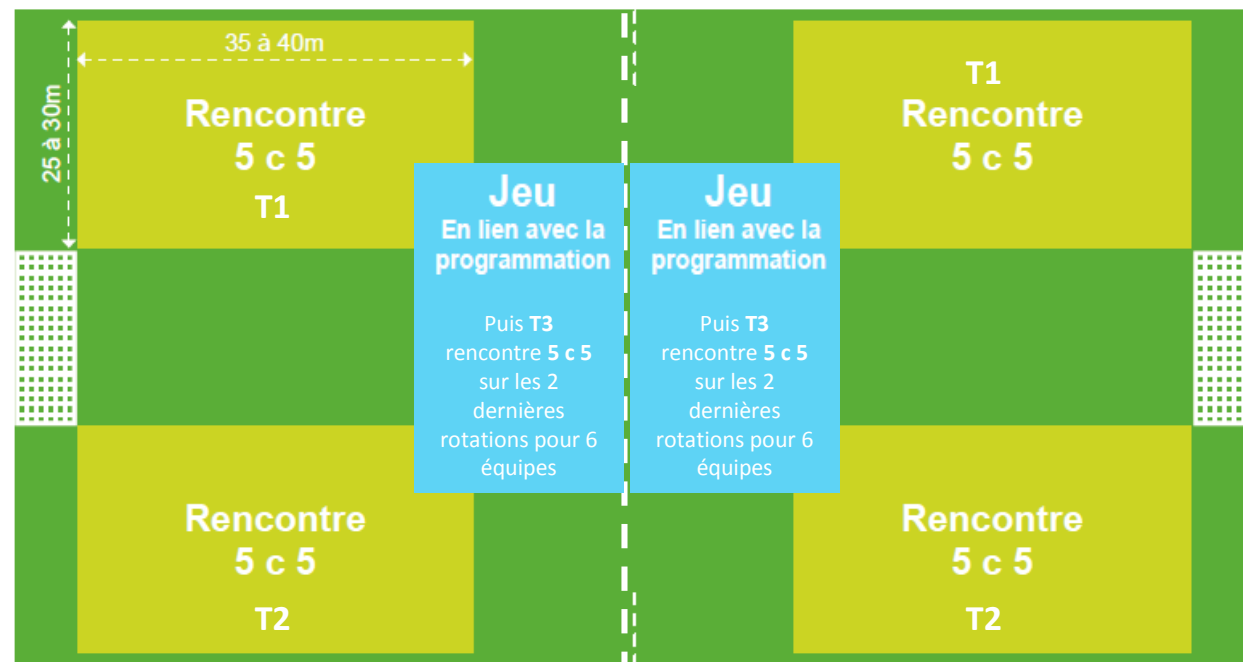 35 à 40m
25 à 30m
Rencontre
5 c 5
T1
T1
Rencontre
5 c 5
Jeu
En lien avec la
programmation
Puis T3
rencontre 5 c 5
sur les 2
dernières
rotations pour 6
équipes
Jeu
En lien avec la
programmation
Puis T3
rencontre 5 c 5
sur les 2
dernières
rotations pour 6
équipes
Rencontre
5 c 5
T2
Rencontre
5 c 5
T2